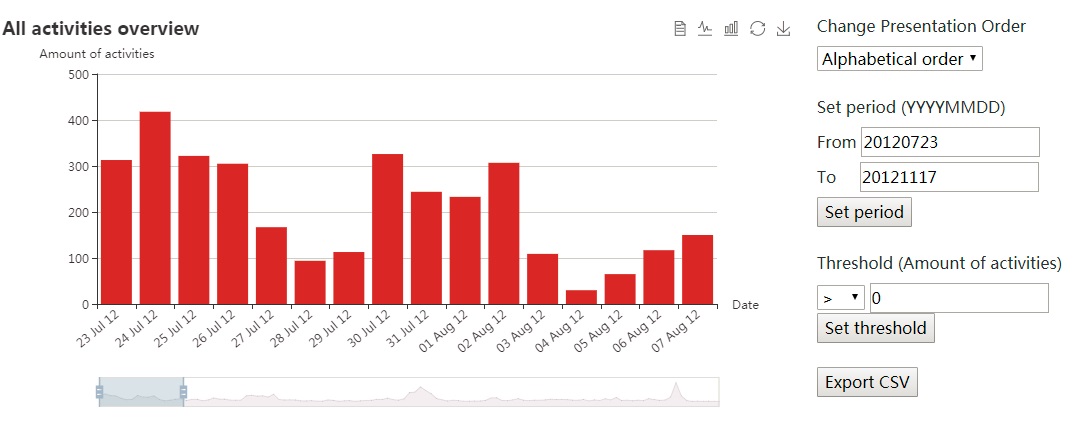 All activities overview
Amount of activities
500
400
300
200
100
0
23 Jul 12
24 Jul 12
25 Jul 12
26 Jul 12
27 Jul 12
28 Jul 12
29 Jul 12
30 Jul 12
31 Jul 12
01 Aug 12
02 Aug 12
03 Aug 12
04 Aug 12
05 Aug 12
06 Aug 12
07 Aug 12
Date
Change Presentation Order
Alphabetical order
Set period (YYYYMMDD)
From 20120723
To 20121117
Set period
Threshold (Amount of activities)
> 0
Set threshold
Export CSV